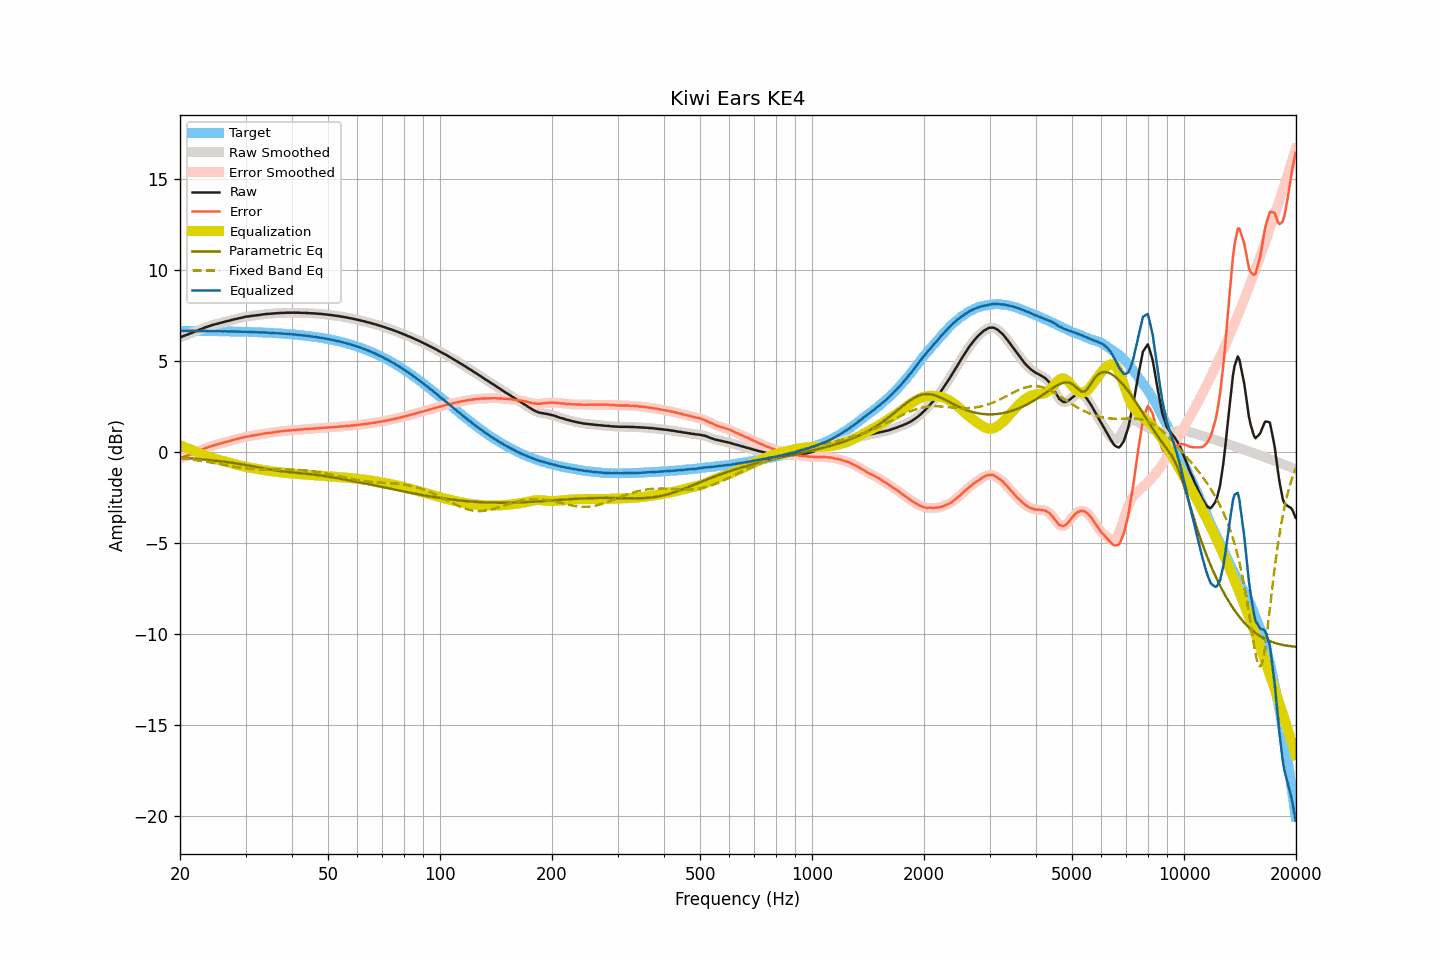 Kiwi Ears KE4
Target
Raw Smoothed
Error Smoothed
Raw
Error
Equalization
Parametric Eq
Fixed Band Eq
Equalized
15
10
5
0
−5
−10
−15
−20
Amplitude (dBr)
20 50 100 200 500 1000 2000 5000 10000 20000
Frequency (Hz)